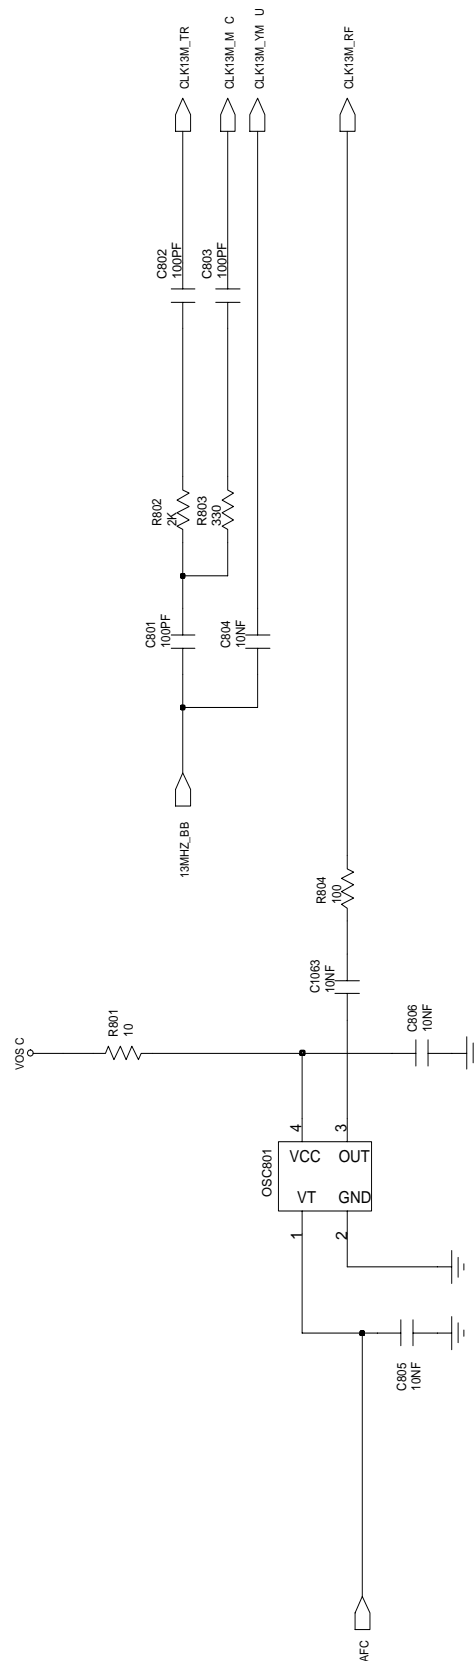 CLK13M_TR
CLK13M_M C
CLK13M_YM U
CLK13M_RF
C802
100PF
C803
100PF
R802
2K
R803
330
C801
100PF
C804
10NF
13MHZ_BB
R804
100
C1063
10NF
VOSC
R801
10
C806
10NF
OSC801
4
3
VCC
OUT
VT
GND
1
2
C805
10NF
AFC